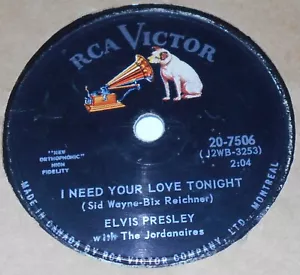 RCA VICTOR
"NEW
ORTHOPHONIC"
HIGH
FIDELITY
20-7506
(J2WB-3253)
2:04
I NEED YOUR LOVE TONIGHT
(Sid Wayne-Bix Reichner)
ELVIS PRESLEY
with The Jordanaires
MADE IN CANADA BY RCA VICTOR COMPANY, LTD., MONTREAL